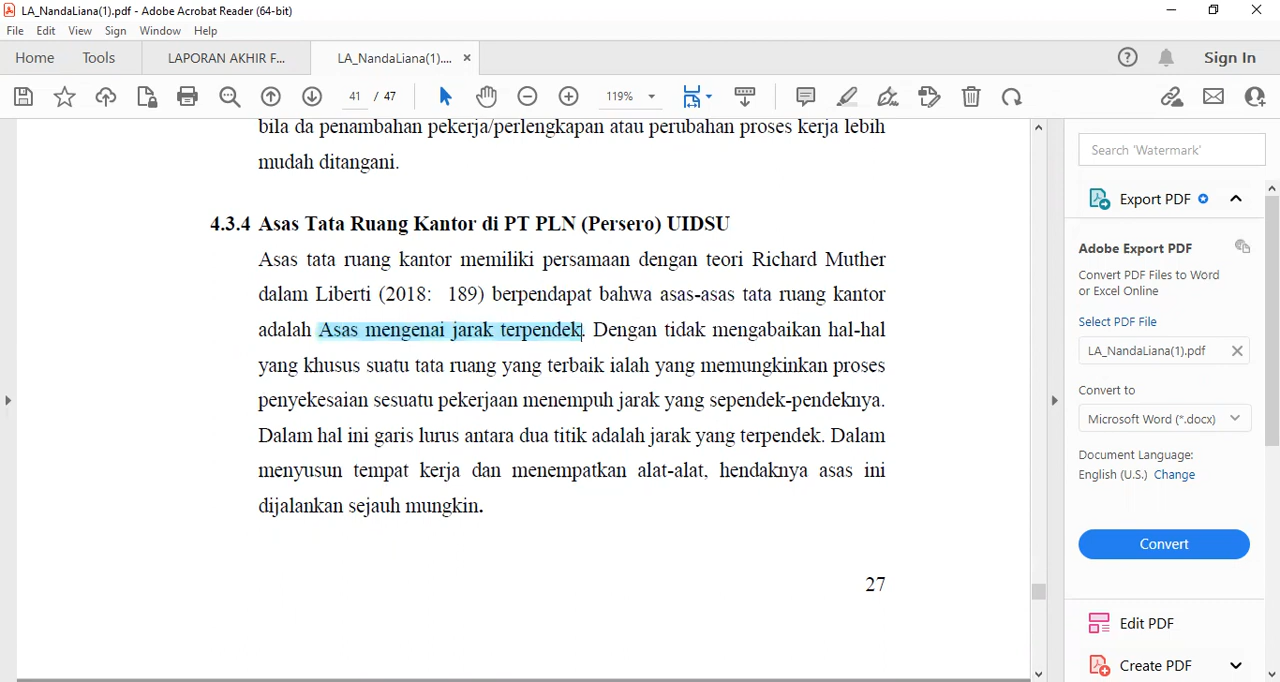 LA_NandaLiana(1).pdf - Adobe Acrobat Reader (64-bit)
File Edit View Sign Window Help
Home Tools LAPORAN AKHIR F... LA_NandaLiana(1).... × Sign In
41 / 47 119%
bila da penambahan pekerja/perlengkapan atau perubahan proses kerja lebih
mudah ditangani.
4.3.4 Asas Tata Ruang Kantor di PT PLN (Persero) UIDSU
Asas tata ruang kantor memiliki persamaan dengan teori Richard Muther
dalam Liberti (2018: 189) berpendapat bahwa asas-asas tata ruang kantor
adalah Asas mengenai jarak terpendek. Dengan tidak mengabaikan hal-hal
yang khusus suatu tata ruang yang terbaik ialah yang memungkinkan proses
penyekesaian sesuatu pekerjaan menempuh jarak yang sependek-pendeknya.
Dalam hal ini garis lurus antara dua titik adalah jarak yang terpendek. Dalam
menyusun tempat kerja dan menempatkan alat-alat, hendaknya asas ini
dijalankan sejauh mungkin.
27
Search 'Watermark'
Export PDF
Adobe Export PDF
Convert PDF Files to Word
or Excel Online
Select PDF File
LA_NandaLiana(1).pdf
Convert to
Microsoft Word (*.docx)
Document Language:
English (U.S.) Change
Convert
Edit PDF
Create PDF